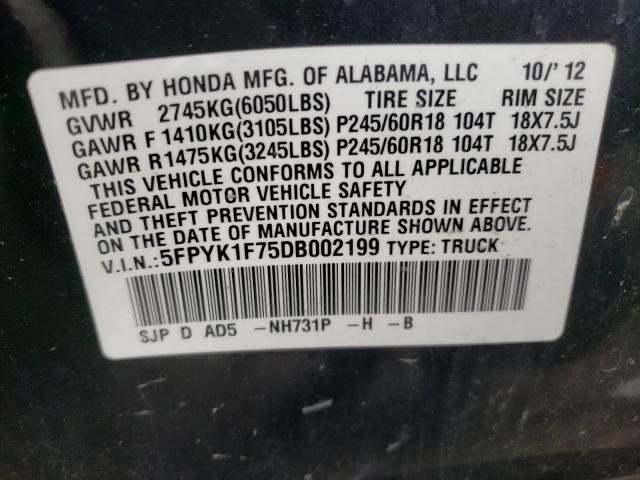 MFD. BY HONDA MFG. OF ALABAMA, LLC 10/'12
GVWR 2745KG(6050LBS) TIRE SIZE RIM SIZE
GAWR F 1410KG(3105LBS) P245/60R18 104T 18X7.5J
GAWR R 1475KG(3245LBS) P245/60R18 104T 18X7.5J
THIS VEHICLE CONFORMS TO ALL APPLICABLE
FEDERAL MOTOR VEHICLE SAFETY
AND THEFT PREVENTION STANDARDS IN EFFECT
ON THE DATE OF MANUFACTURE SHOWN ABOVE.
V.I.N.:5FPYK1F75DB002199 TYPE: TRUCK
SJP D AD5 -NH731P -H -B